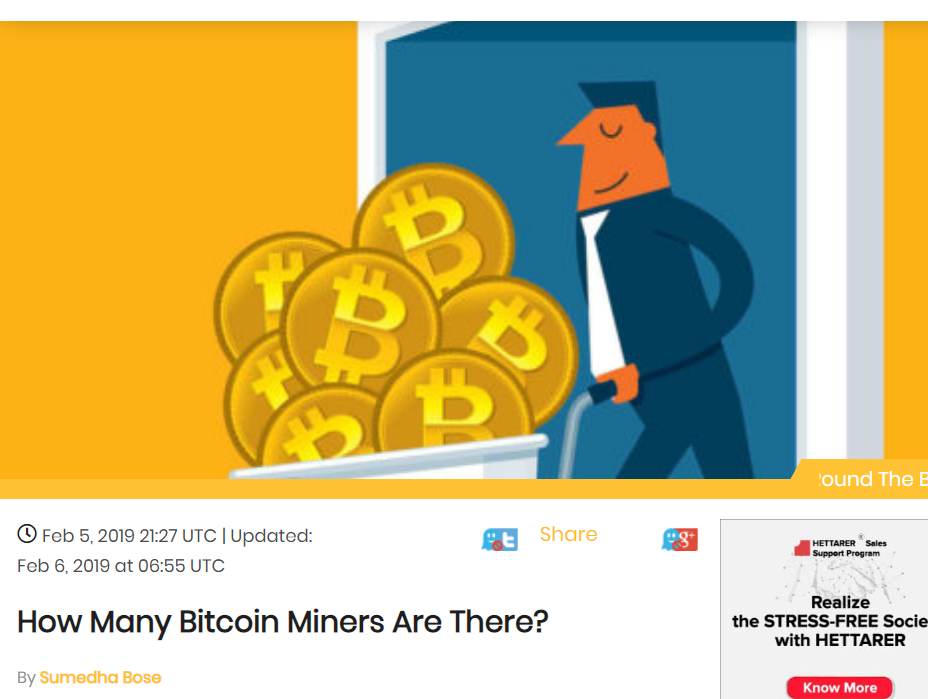 'ound The B
Feb 5, 2019 21:27 UTC | Updated:
Feb 6, 2019 at 06:55 UTC
Share
How Many Bitcoin Miners Are There?
By Sumedha Bose
HETTARER® Sales
Support Program
Realize
the STRESS-FREE Socie
with HETTARER
Know More